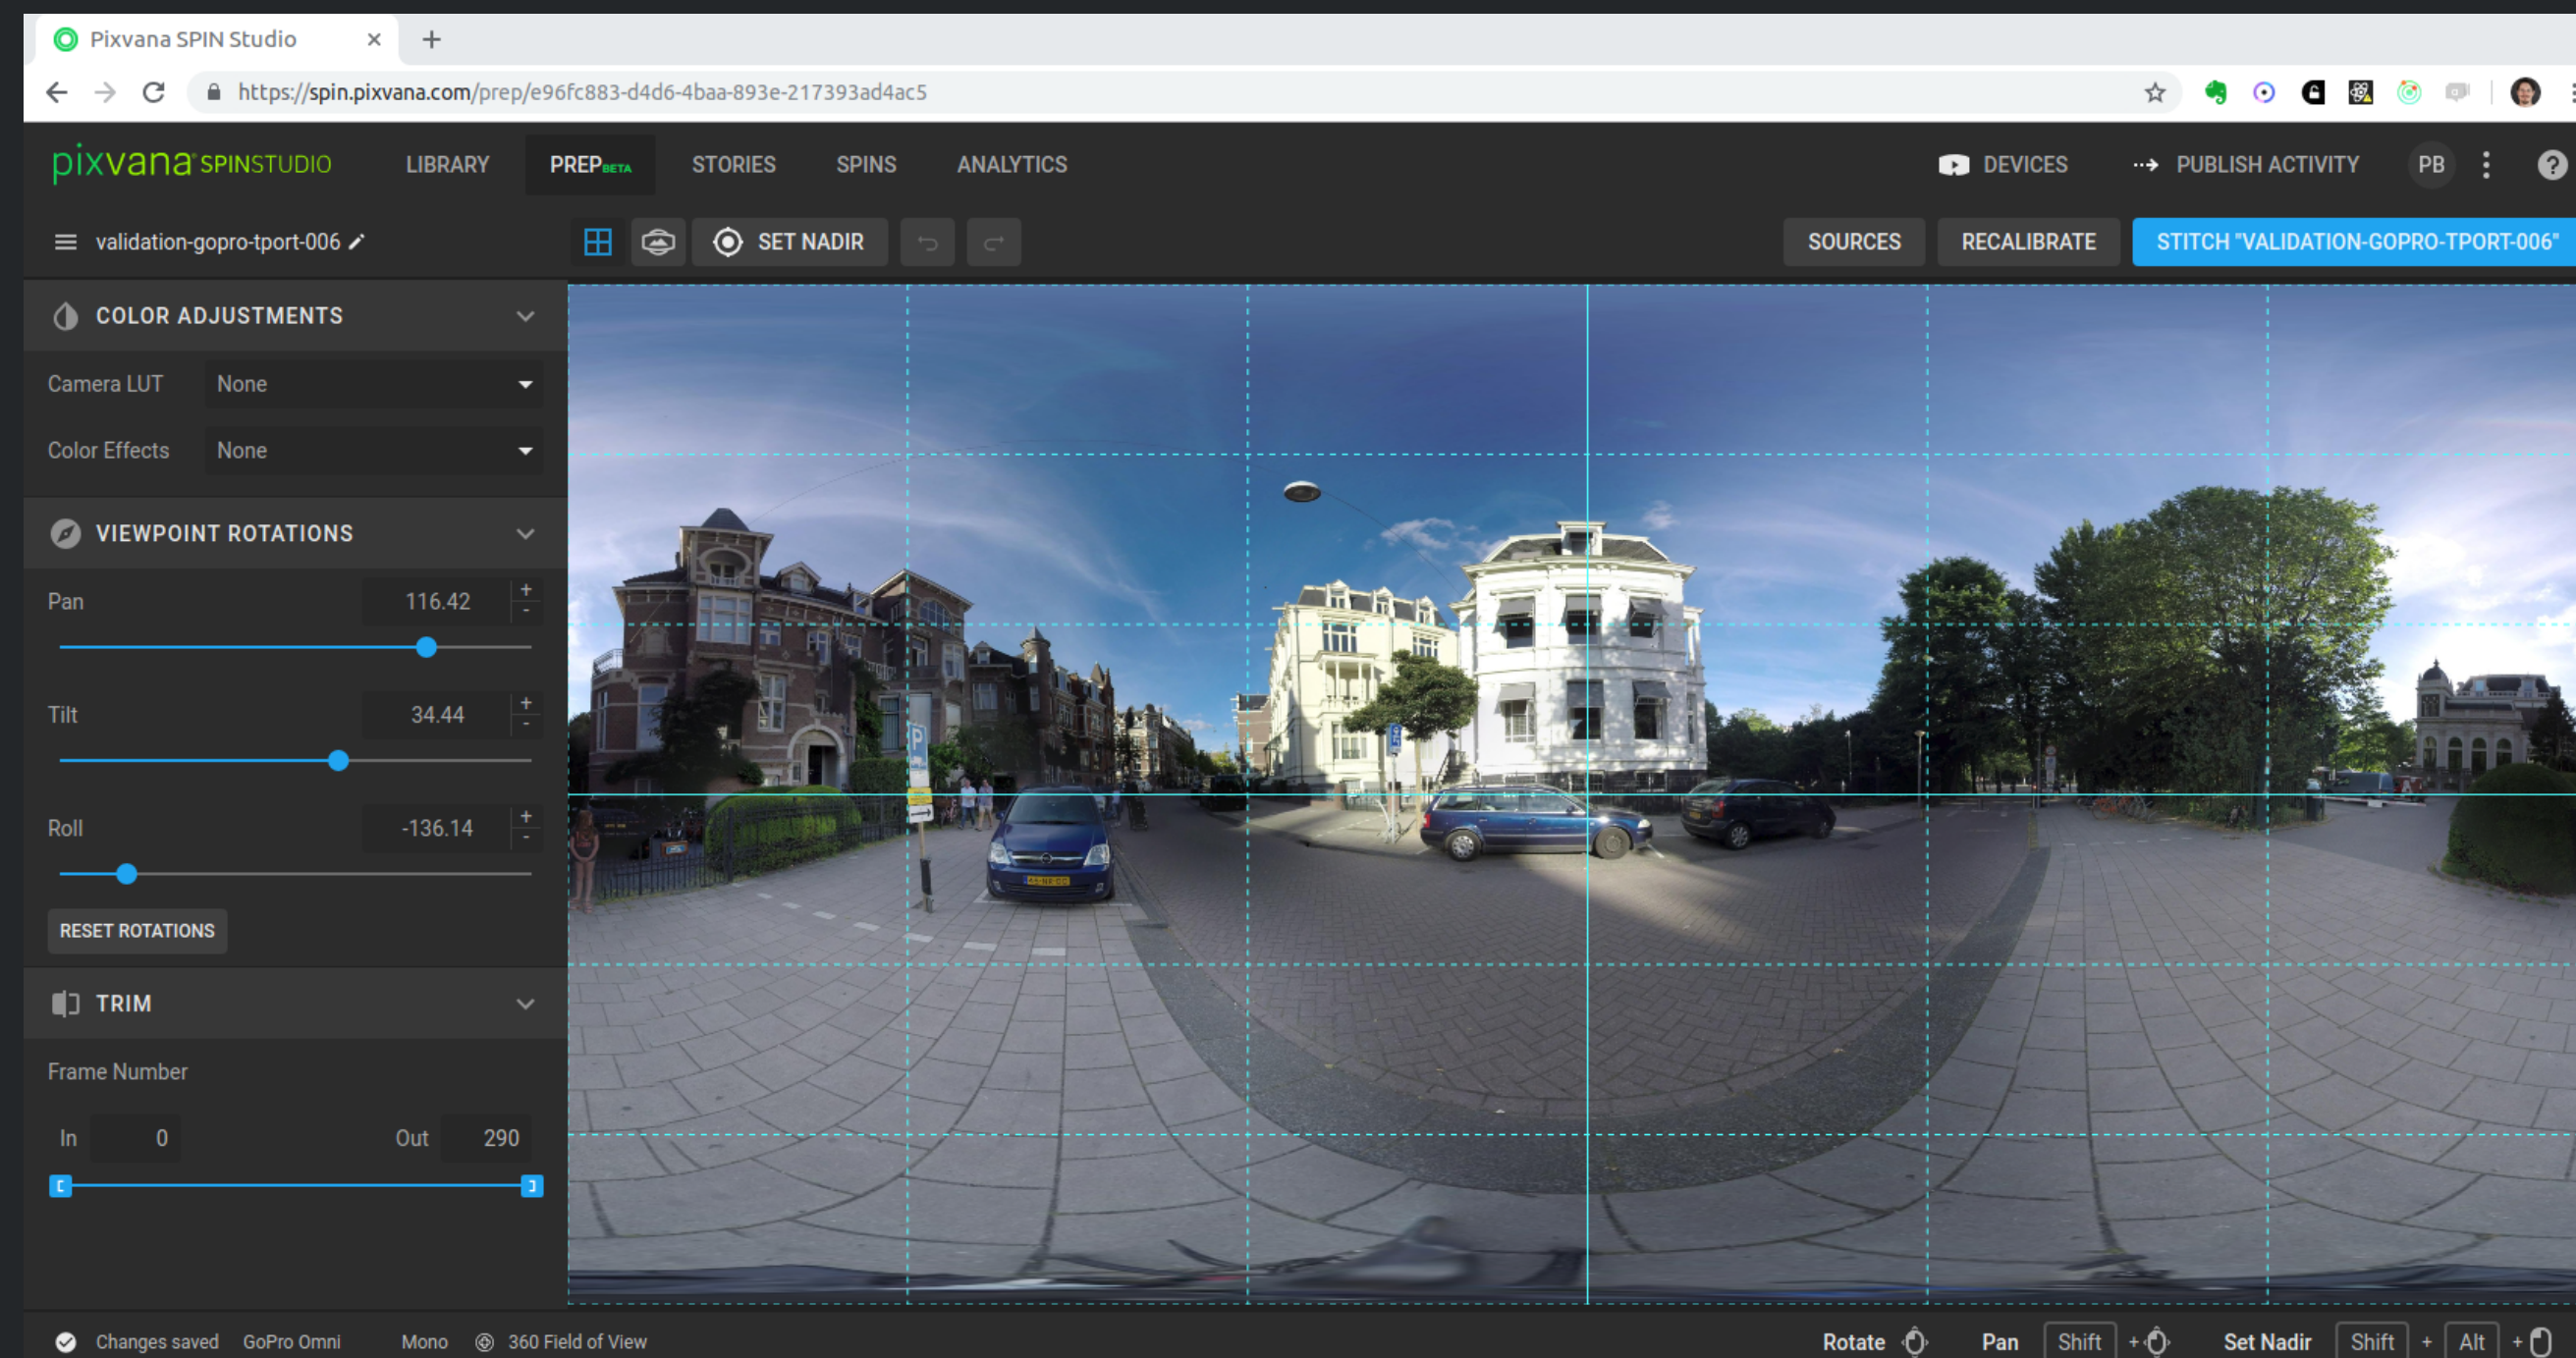 Pixvana SPIN Studio
https://spin.pixvana.com/prep/e96fc883-d4d6-4baa-893e-217393ad4ac5
pixvana SPINSTUDIO LIBRARY PREP BETA STORIES SPINS ANALYTICS DEVICES PUBLISH ACTIVITY PB ?
validation-gopro-tport-006 SET NADIR SOURCES RECALIBRATE STITCH "VALIDATION-GOPRO-TPORT-006"
COLOR ADJUSTMENTS
Camera LUT None
Color Effects None
VIEWPOINT ROTATIONS
Pan 116.42 + -
Tilt 34.44 + -
P
Roll -136.14 + -
RESET ROTATIONS
TRIM
Frame Number
In 0 Out 290
Changes saved GoPro Omni Mono 360 Field of View Rotate Pan Shift + Set Nadir Shift + Alt +